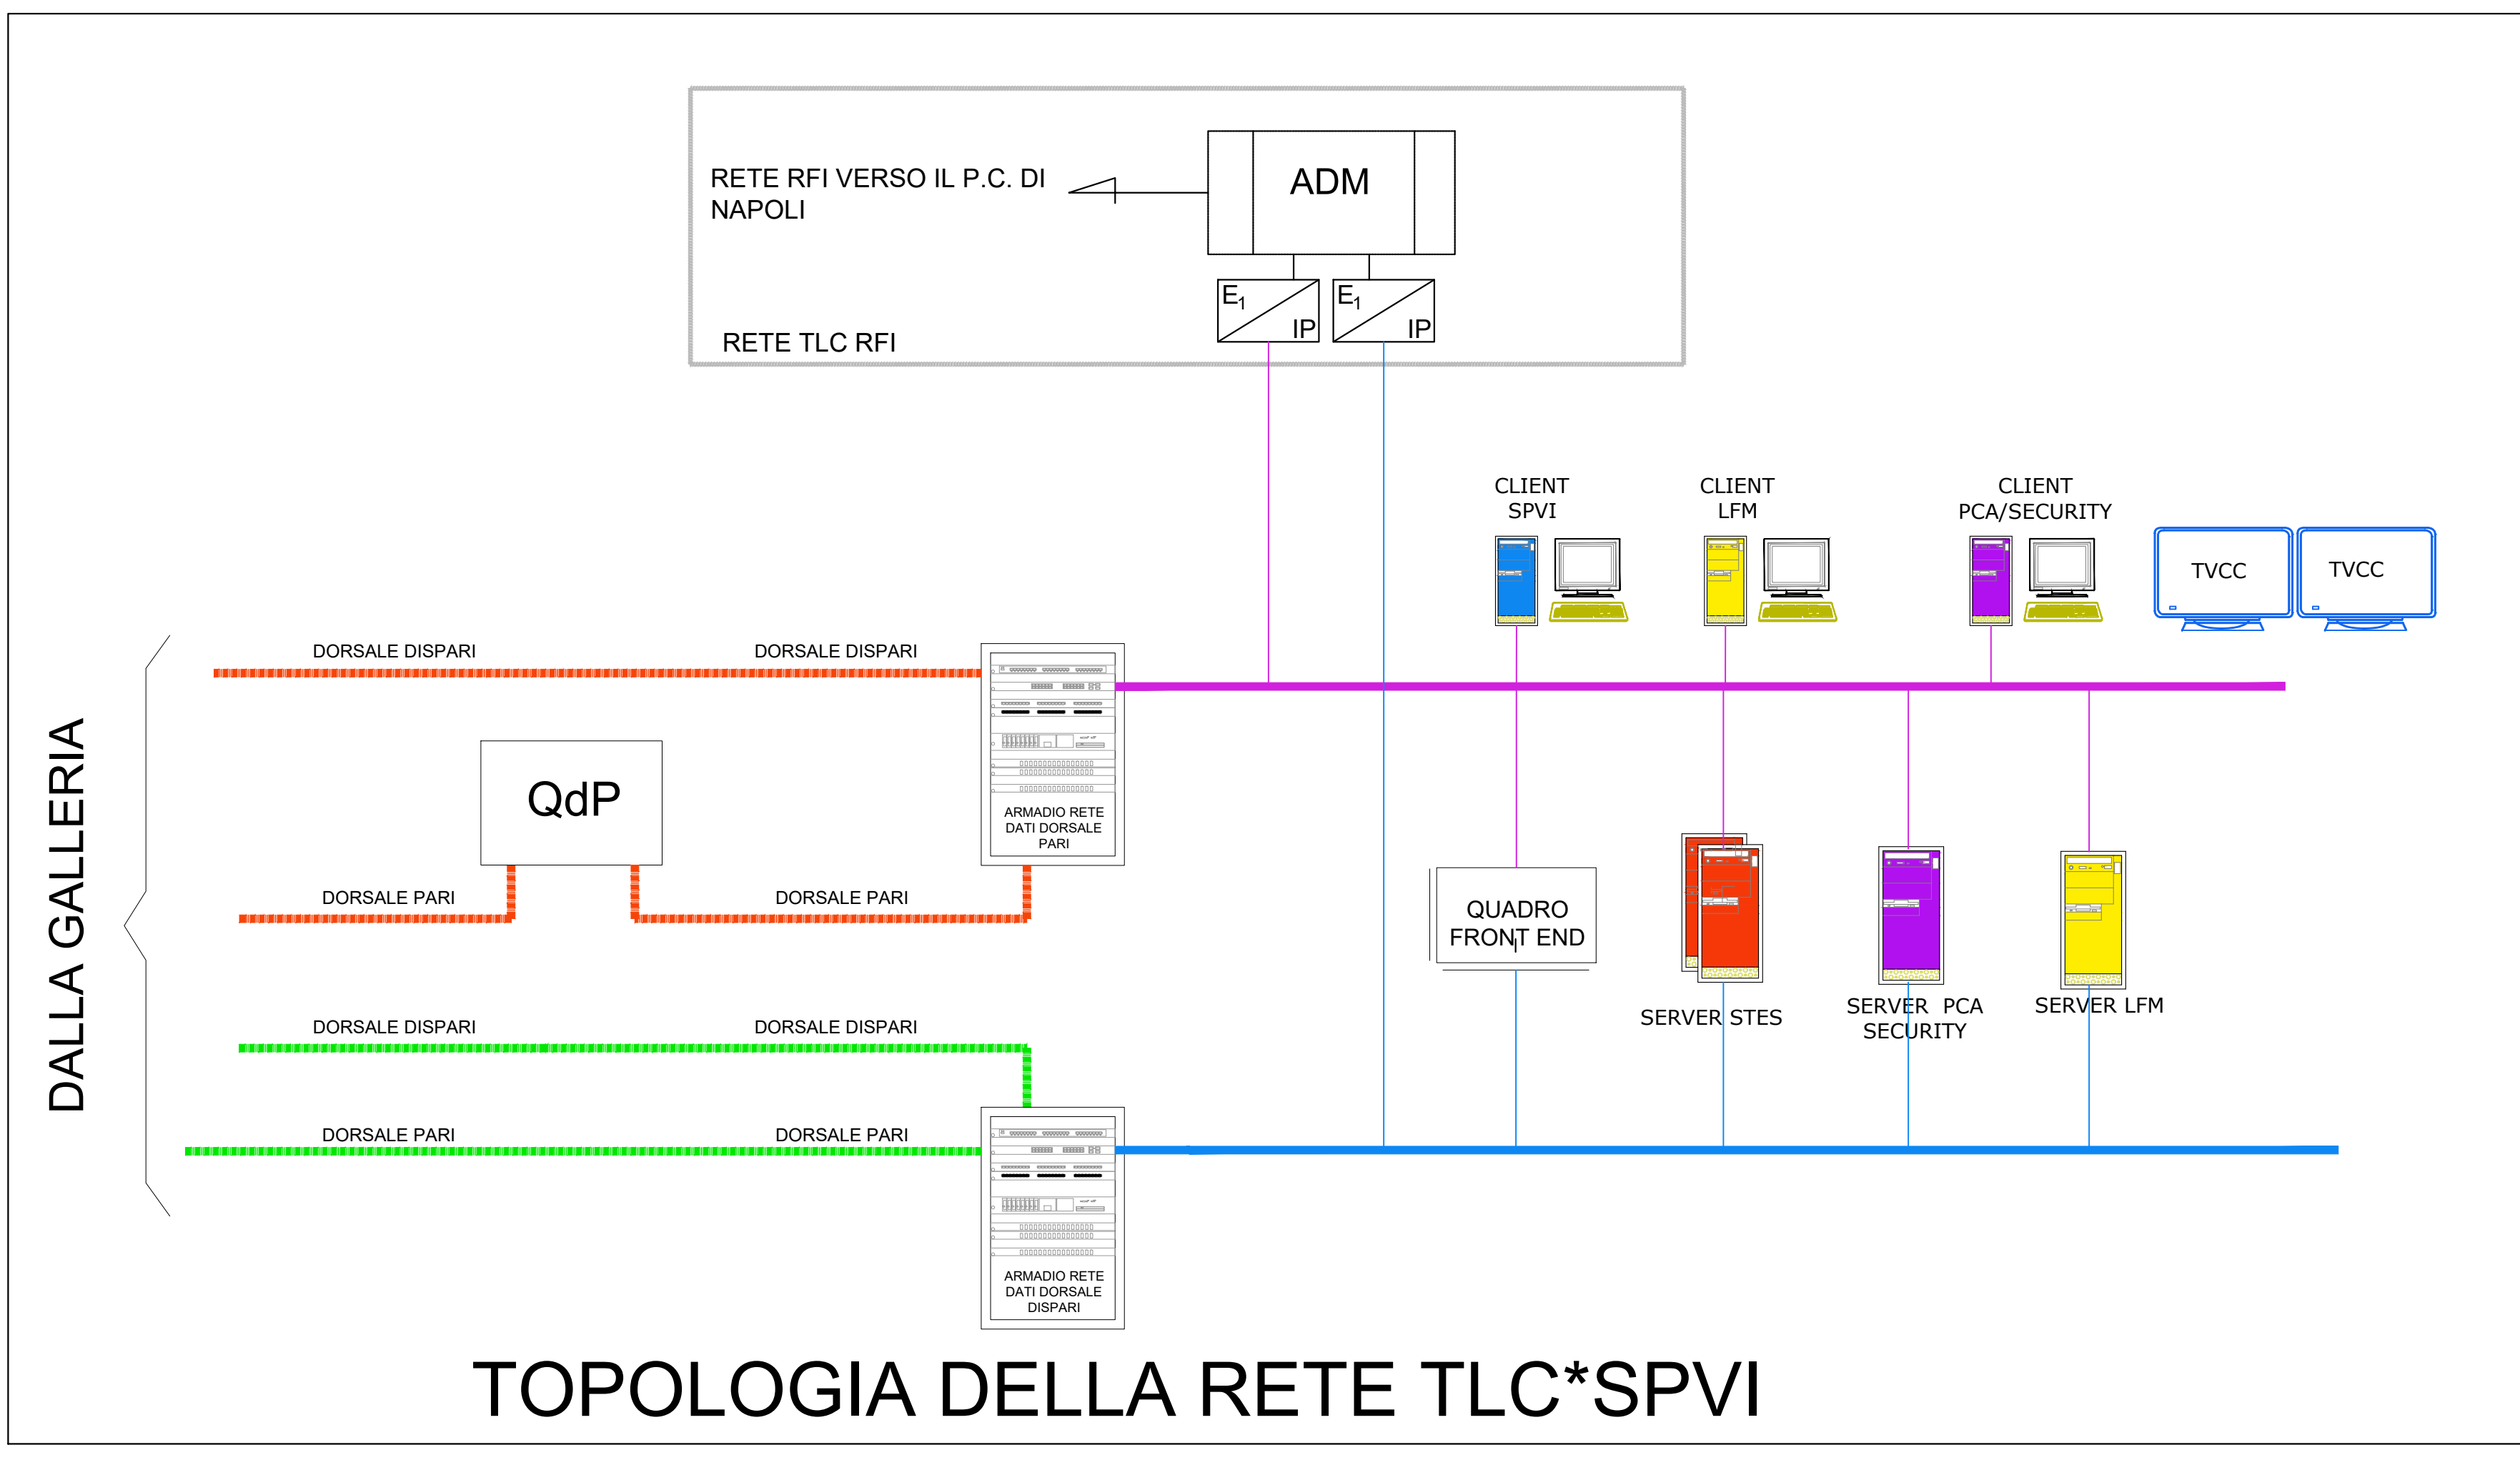 RETE RFI VERSO IL P.C. DI
NAPOLI
ADM
E1
IP
E1
IP
RETE TLC RFI
CLIENT
SPVI
CLIENT
LFM
CLIENT
PCA/SECURITY
TVCC
TVCC
DALLA GALLERIA
DORSALE DISPARI
DORSALE DISPARI
QdP
ARMADIO RETE
DATI DORSALE
PARI
DORSALE PARI
DORSALE PARI
QUADRO
FRONT END
SERVER STES
SERVER PCA
SECURITY
SERVER LFM
DORSALE DISPARI
DORSALE DISPARI
DORSALE PARI
DORSALE PARI
ARMADIO RETE
DATI DORSALE
DISPARI
TOPOLOGIA DELLA RETE TLC*SPVI